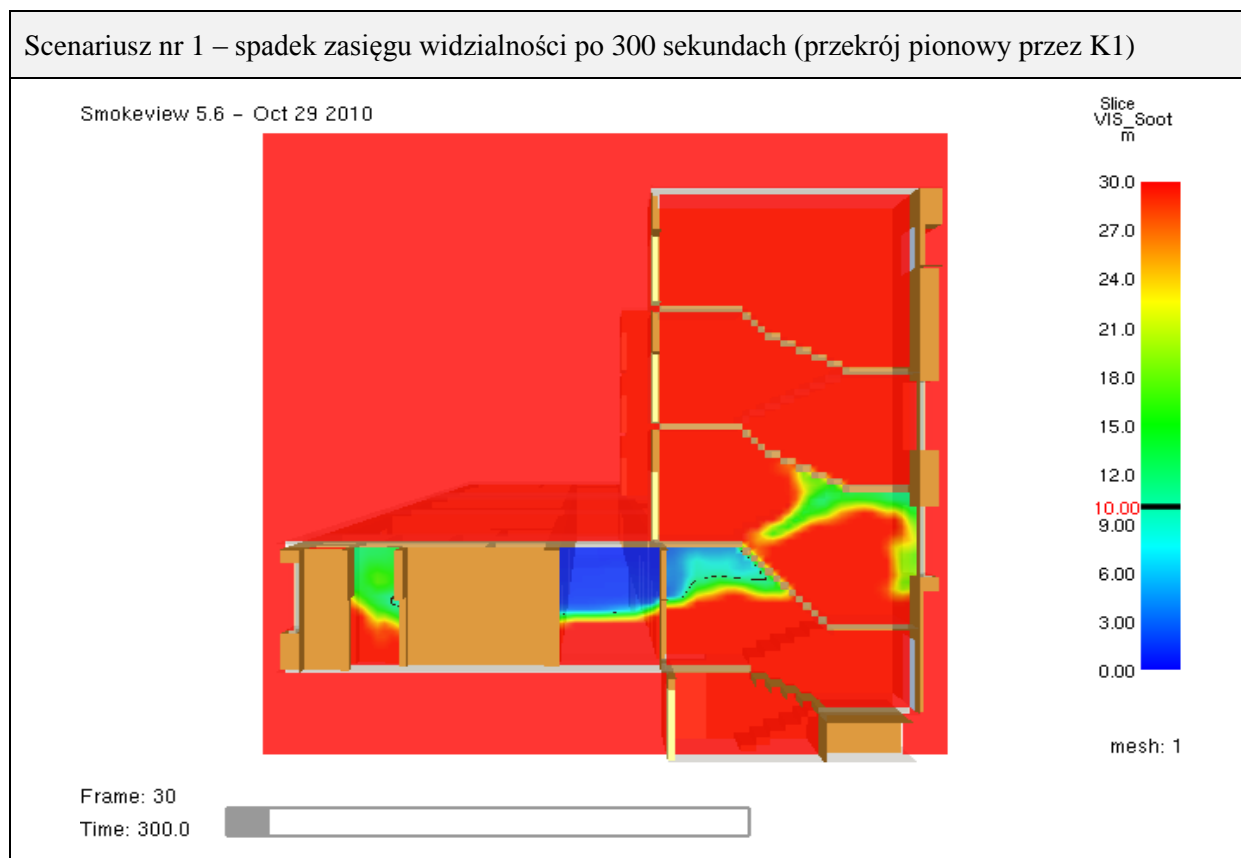 Scenariusz nr 1 – spadek zasięgu widzialności po 300 sekundach (przekrój pionowy przez K1)
Smokeview 5.6 – Oct 29 2010
Slice
VIS_Soot
m
30.0
27.0
24.0
21.0
18.0
15.0
12.0
10.00
9.00
6.00
3.00
0.00
mesh: 1
Frame: 30
Time: 300.0